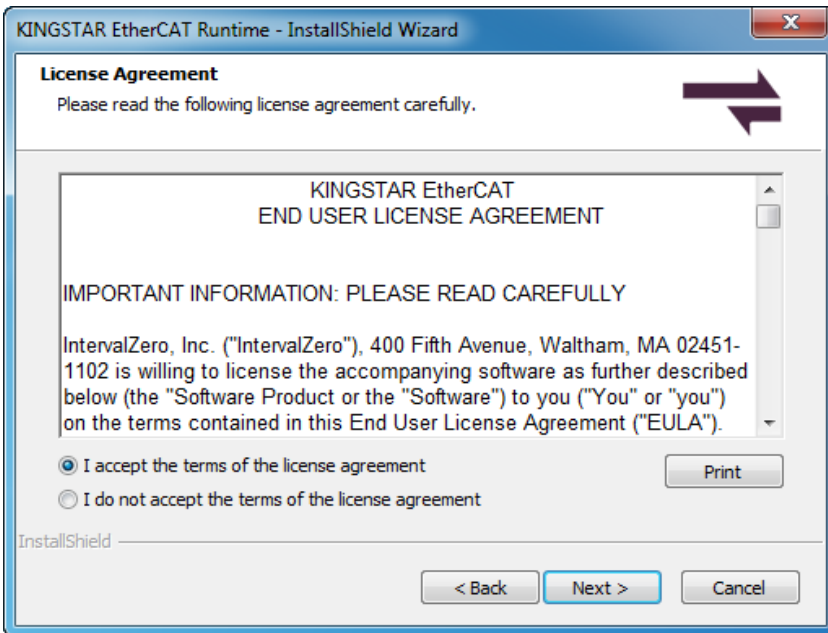 KINGSTAR EtherCAT Runtime - InstallShield Wizard
License Agreement
Please read the following license agreement carefully.
KINGSTAR EtherCAT
END USER LICENSE AGREEMENT
IMPORTANT INFORMATION: PLEASE READ CAREFULLY
IntervalZero, Inc. ("IntervalZero"), 400 Fifth Avenue, Waltham, MA 02451-
1102 is willing to license the accompanying software as further described
below (the "Software Product or the "Software") to you ("You" or "you")
on the terms contained in this End User License Agreement ("EULA").
I accept the terms of the license agreement
Print
I do not accept the terms of the license agreement
InstallShield
< Back
Next >
Cancel